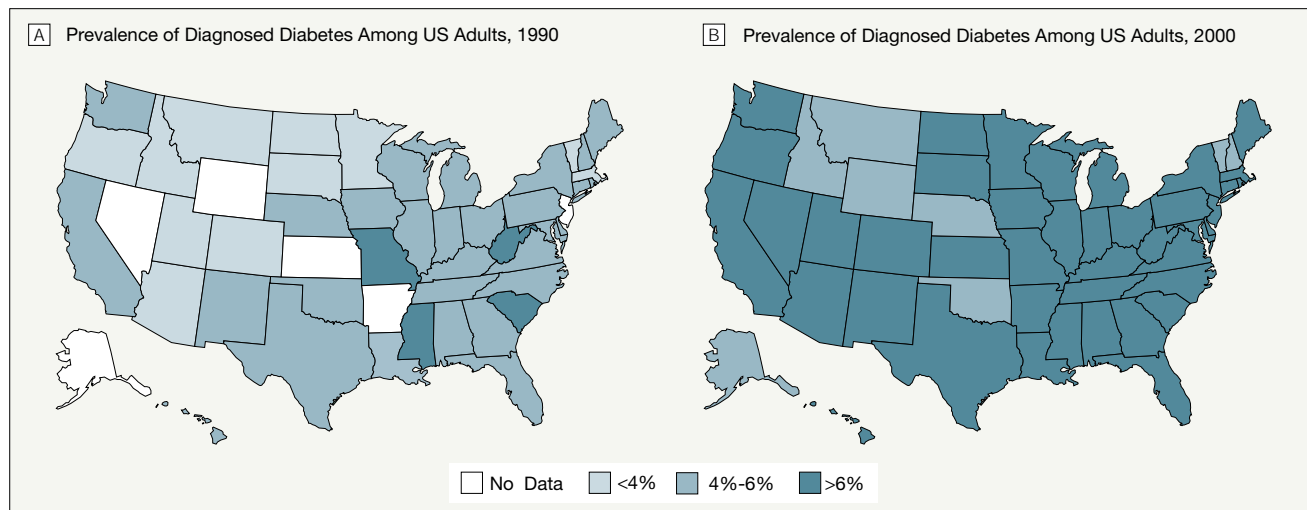 A Prevalence of Diagnosed Diabetes Among US Adults, 1990
B Prevalence of Diagnosed Diabetes Among US Adults, 2000
No Data <4% 4%-6% >6%